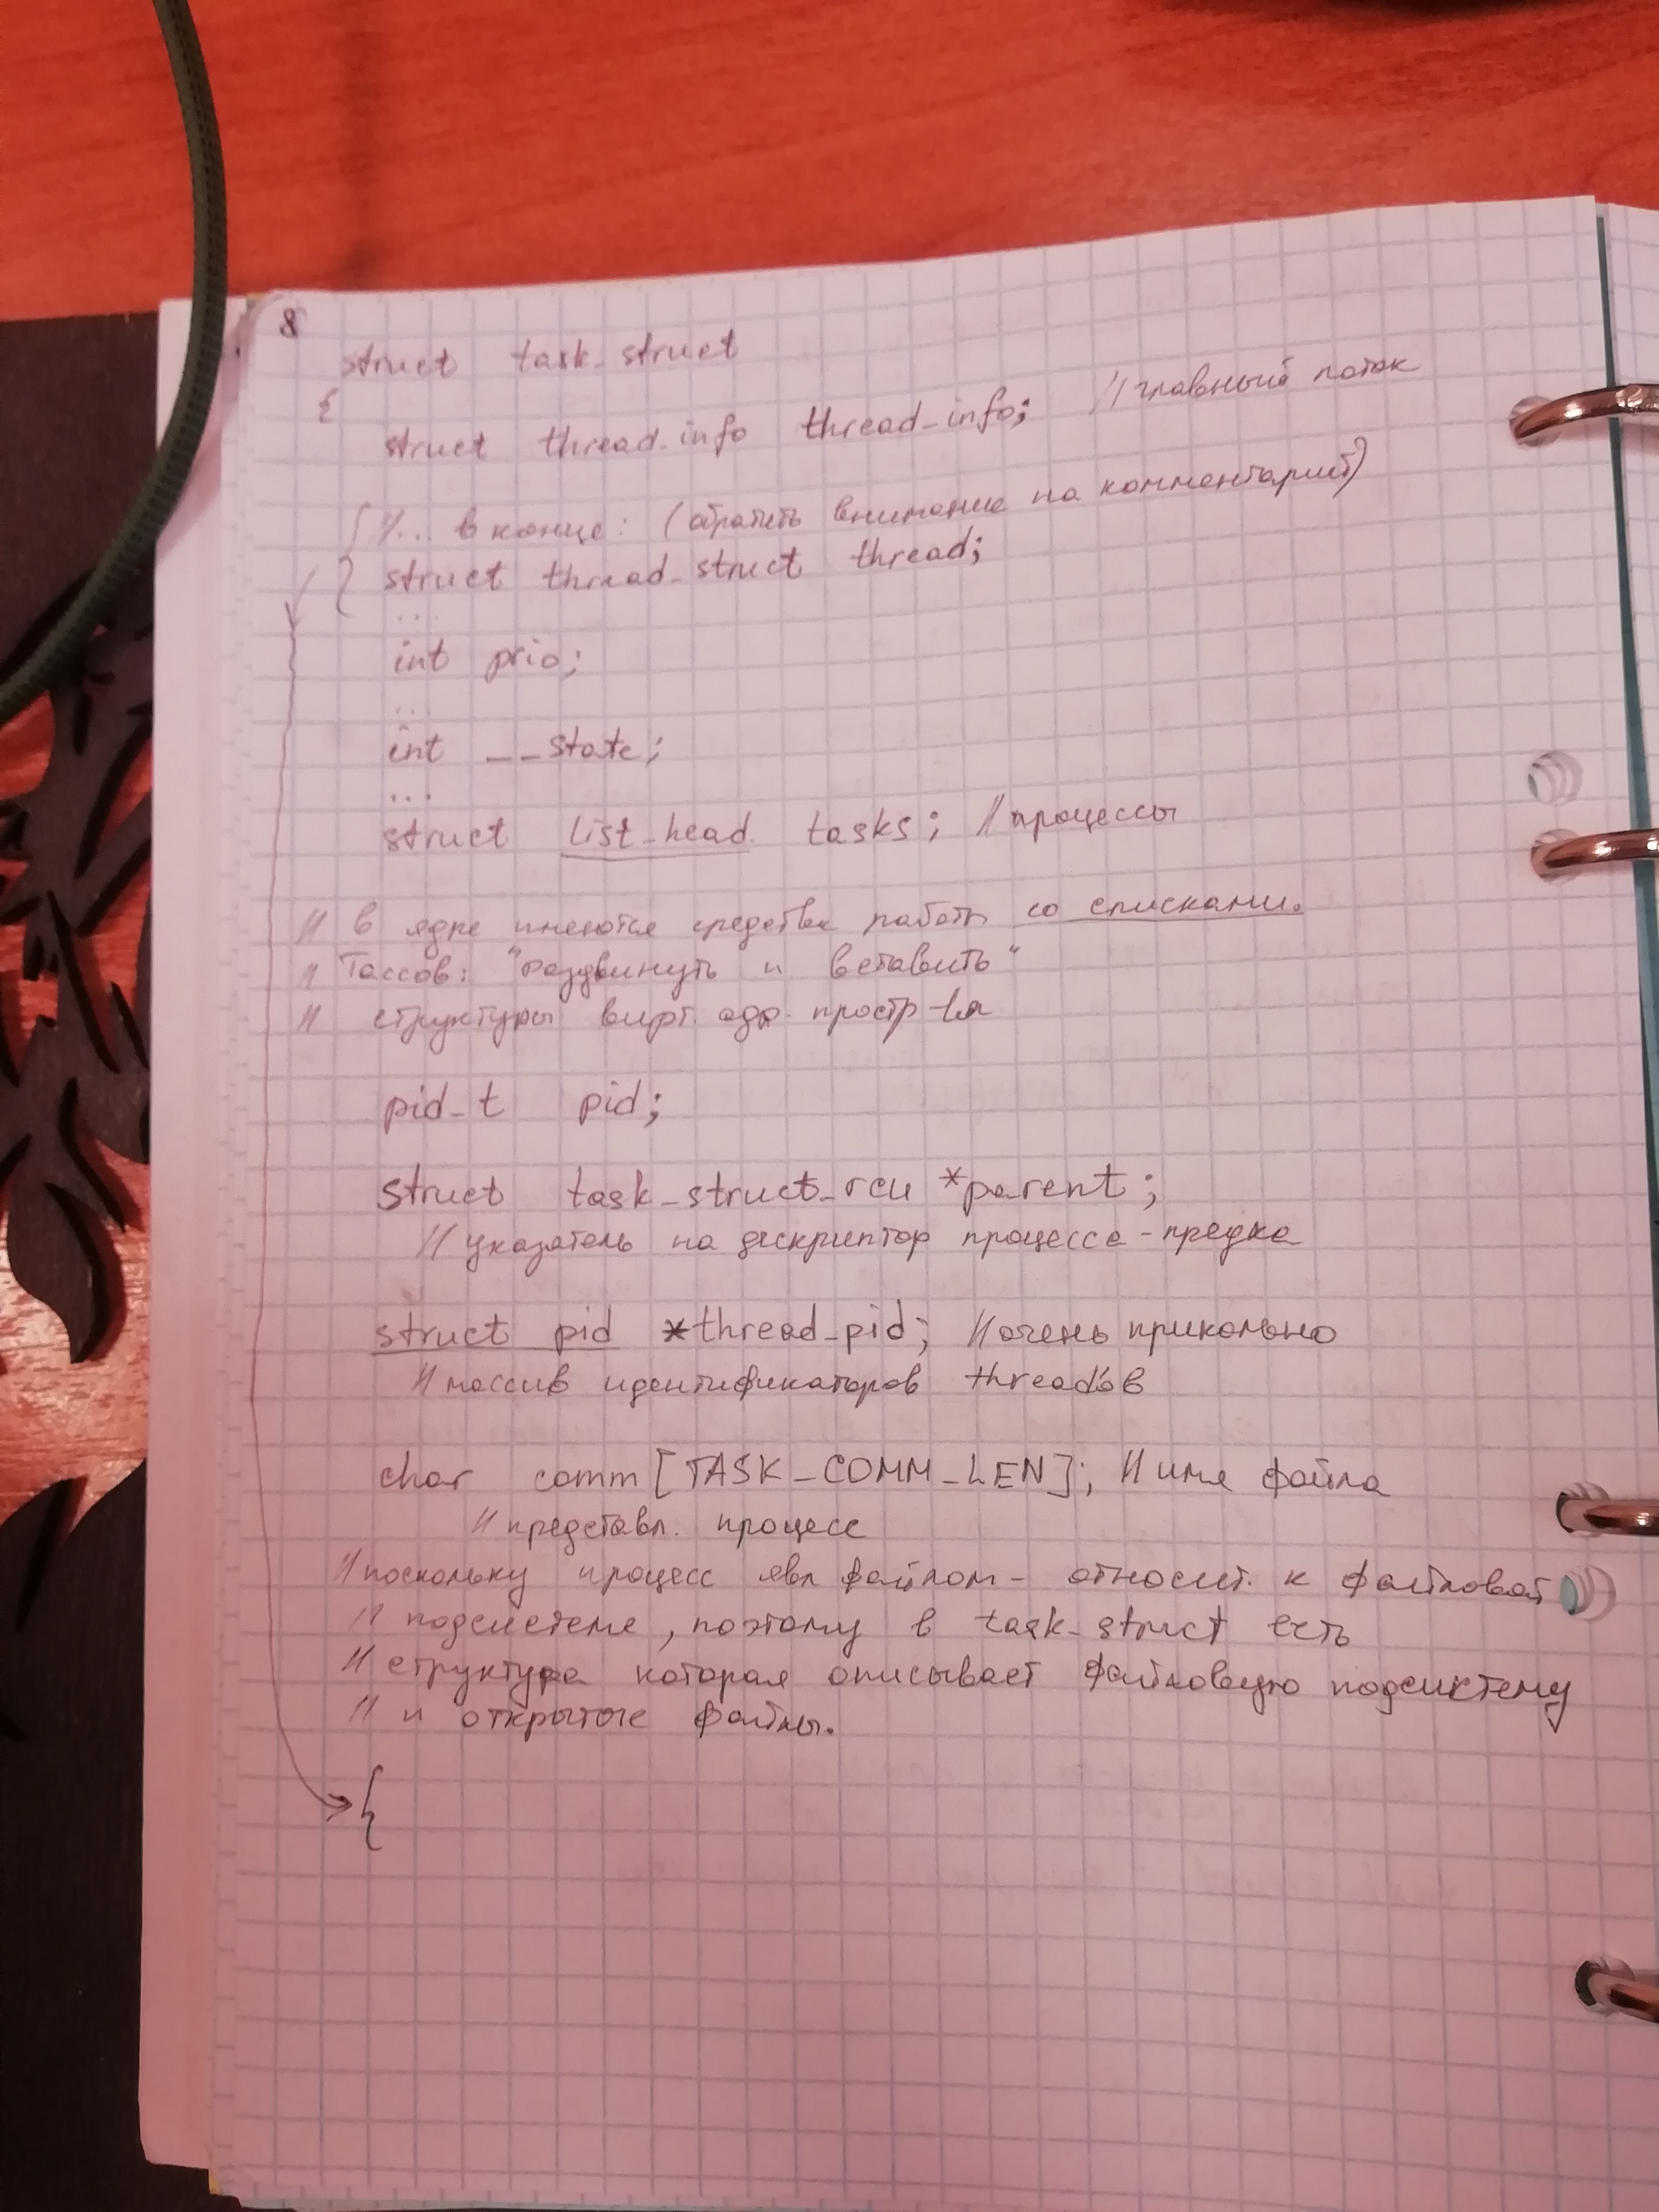 8
struct task_struct
{
struct thread_info thread_info; // главный поток
//... в конце: (обратить внимание на комментарий)
struct thread_struct thread;
...
int prio;
...
int __state;
...
struct list_head tasks; // процессы
// в ядре имеются средства работы со списками.
// Тассов: "раздвинуть и вставить"
// структуры вирт. адр. простр-ва
pid_t pid;
struct task_struct_rcu *parent;
// указатель на дескриптор процесса-предка
struct pid *thread_pid; // очень прикольно
// массив идентификаторов thread'ов
char comm[TASK_COMM_LEN]; // имя файла
// представл. процесс
// поскольку процесс явл файлом - относит. к файловой
// подсистеме, поэтому в task_struct есть
// структура которая описывает файловую подсистему
// и открытые файлы.
{